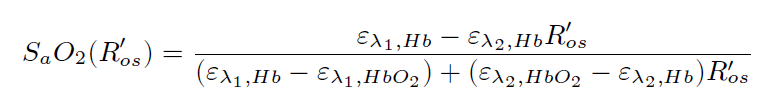 $S_aO_2(R'_{os}) = \frac{\varepsilon_{\lambda_1,Hb} - \varepsilon_{\lambda_2,Hb}R'_{os}}{(\varepsilon_{\lambda_1,Hb} - \varepsilon_{\lambda_1,HbO_2}) + (\varepsilon_{\lambda_2,HbO_2} - \varepsilon_{\lambda_2,Hb})R'_{os}}$